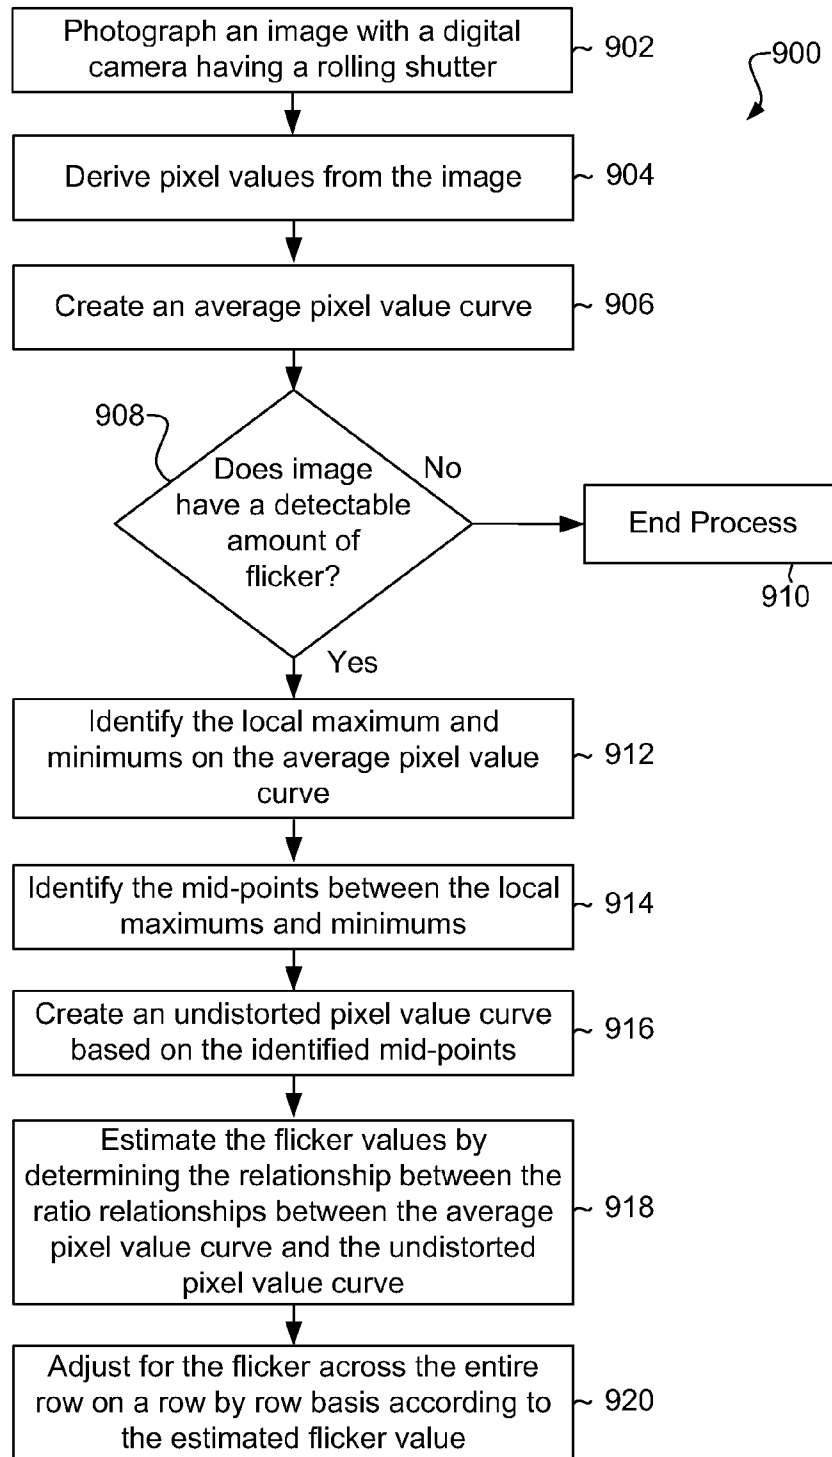 Photograph an image with a digital
camera having a rolling shutter
902
900
Derive pixel values from the image
904
Create an average pixel value curve
906
908
Does image
have a detectable
amount of
flicker?
No
End Process
910
Yes
Identify the local maximum and
minimums on the average pixel value
curve
912
Identify the mid-points between the local
maximums and minimums
914
Create an undistorted pixel value curve
based on the identified mid-points
916
Estimate the flicker values by
determining the relationship between the
ratio relationships between the average
pixel value curve and the undistorted
pixel value curve
918
Adjust for the flicker across the entire
row on a row by row basis according to
the estimated flicker value
920